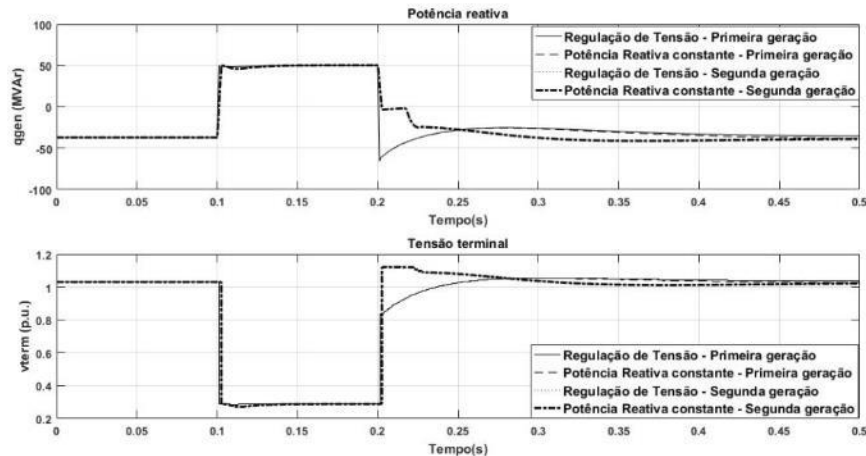 Potência reativa
qgen (MVAr)
100
50
0
-50
-100
Regulação de Tensão - Primeira geração
Potência Reativa constante - Primeira geração
Regulação de Tensão - Segunda geração
Potência Reativa constante - Segunda geração
0 0.05 0.1 0.15 0.2 0.25 0.3 0.35 0.4 0.45 0.5
Tempo(s)
Tensão terminal
vterm (p.u.)
1.2
1
0.8
0.6
0.4
0.2
Regulação de Tensão - Primeira geração
Potência Reativa constante - Primeira geração
Regulação de Tensão - Segunda geração
Potência Reativa constante - Segunda geração
0 0.05 0.1 0.15 0.2 0.25 0.3 0.35 0.4 0.45 0.5
Tempo(s)